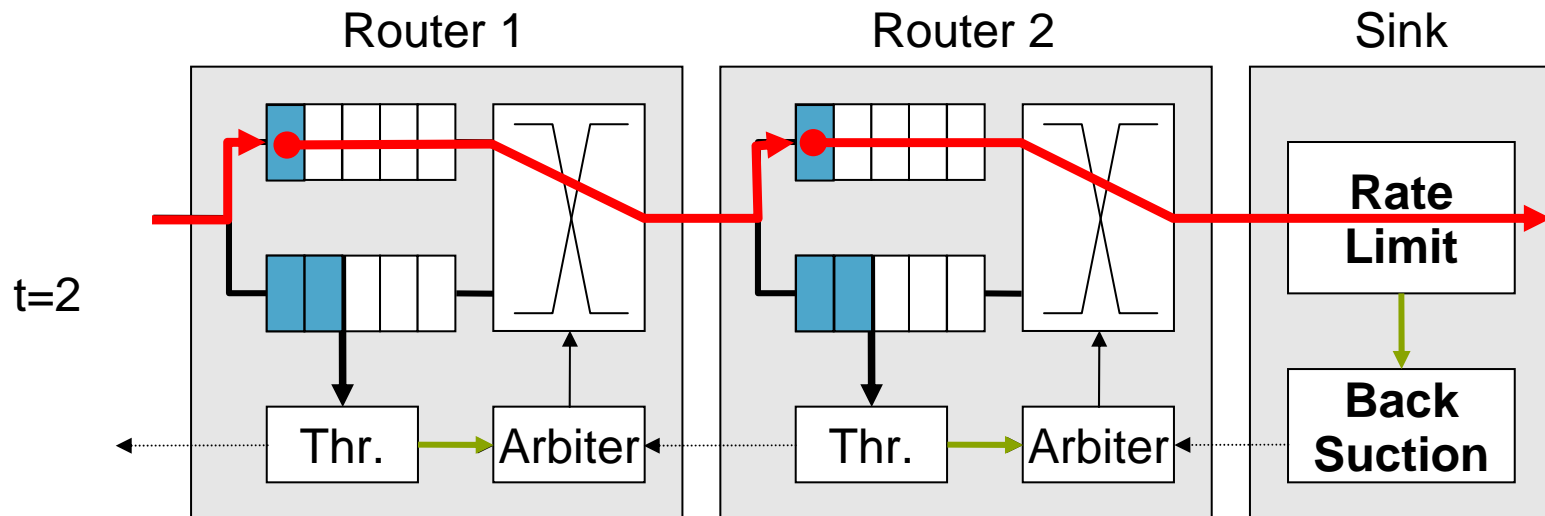 Router 1
Router 2
Sink
Rate
Limit
t=2
Thr.
Arbiter
Thr.
Arbiter
Back
Suction